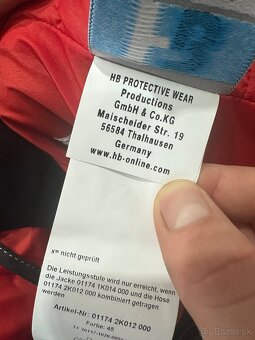 HB PROTECTIVE WEAR
Productions
GmbH & Co.KG
Maischeider Str. 19
56584 Thalhausen
Germany
www.hb-online.com
x= nicht geprüft
Die Leistungsstufe wird nur erreicht, wenn
die Jacke 01174 1K014 000 und die Hose
01174 2K012 000 kombiniert getragen
werden.
Artikel-Nr.: 01174 2K012 000
Farbe: 45
© Bazos.sk